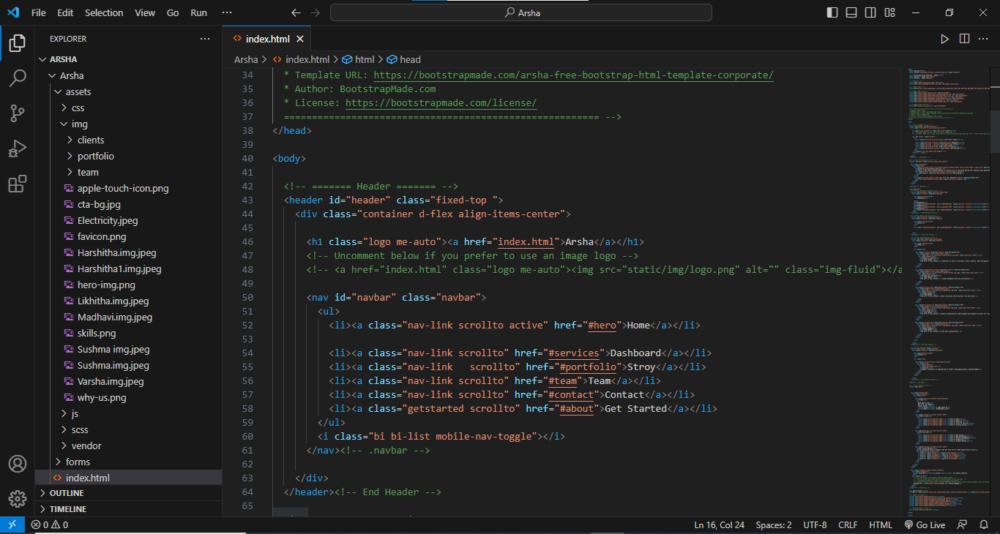 File Edit Selection View Go Run ··· Arsha
EXPLORER ···
index.html
ARSHA
Arsha
assets
css
img
clients
portfolio
team
apple-touch-icon.png
cta-bg.jpg
Electricity.jpeg
favicon.png
Harshitha.img.jpeg
Harshitha1.img.jpeg
hero-img.png
Likhitha.img.jpeg
Madhavi.img.jpeg
skills.png
Sushma img.jpeg
Sushma.img.jpeg
Varsha.img.jpeg
why-us.png
js
scss
vendor
forms
index.html
OUTLINE
TIMELINE
Arsha > index.html > html > head
34 * Template URL: https://bootstrapmade.com/arsha-free-bootstrap-html-template-corporate/
35 * Author: BootstrapMade.com
36 * License: https://bootstrapmade.com/license/
37 ======================================================== -->
38 </head>
39
40 <body>
41
42 <!-- ======= Header ======= -->
43 <header id="header" class="fixed-top ">
44 <div class="container d-flex align-items-center">
45
46 <h1 class="logo me-auto"><a href="index.html">Arsha</a></h1>
47 <!-- Uncomment below if you prefer to use an image logo -->
48 <!-- <a href="index.html" class="logo me-auto"><img src="static/img/logo.png" alt="" class="img-fluid"></a
49
50 <nav id="navbar" class="navbar">
51 <ul>
52 <li><a class="nav-link scrollto active" href="#hero">Home</a></li>
53
54 <li><a class="nav-link scrollto" href="#services">Dashboard</a></li>
55 <li><a class="nav-link   scrollto" href="#portfolio">Stroy</a></li>
56 <li><a class="nav-link scrollto" href="#team">Team</a></li>
57 <li><a class="nav-link scrollto" href="#contact">Contact</a></li>
58 <li><a class="getstarted scrollto" href="#about">Get Started</a></li>
59 </ul>
60 <i class="bi bi-list mobile-nav-toggle"></i>
61 </nav><!-- .navbar -->
62
63 </div>
64 </header><!-- End Header -->
65
0 0 Ln 16, Col 24 Spaces: 2 UTF-8 CRLF HTML Go Live